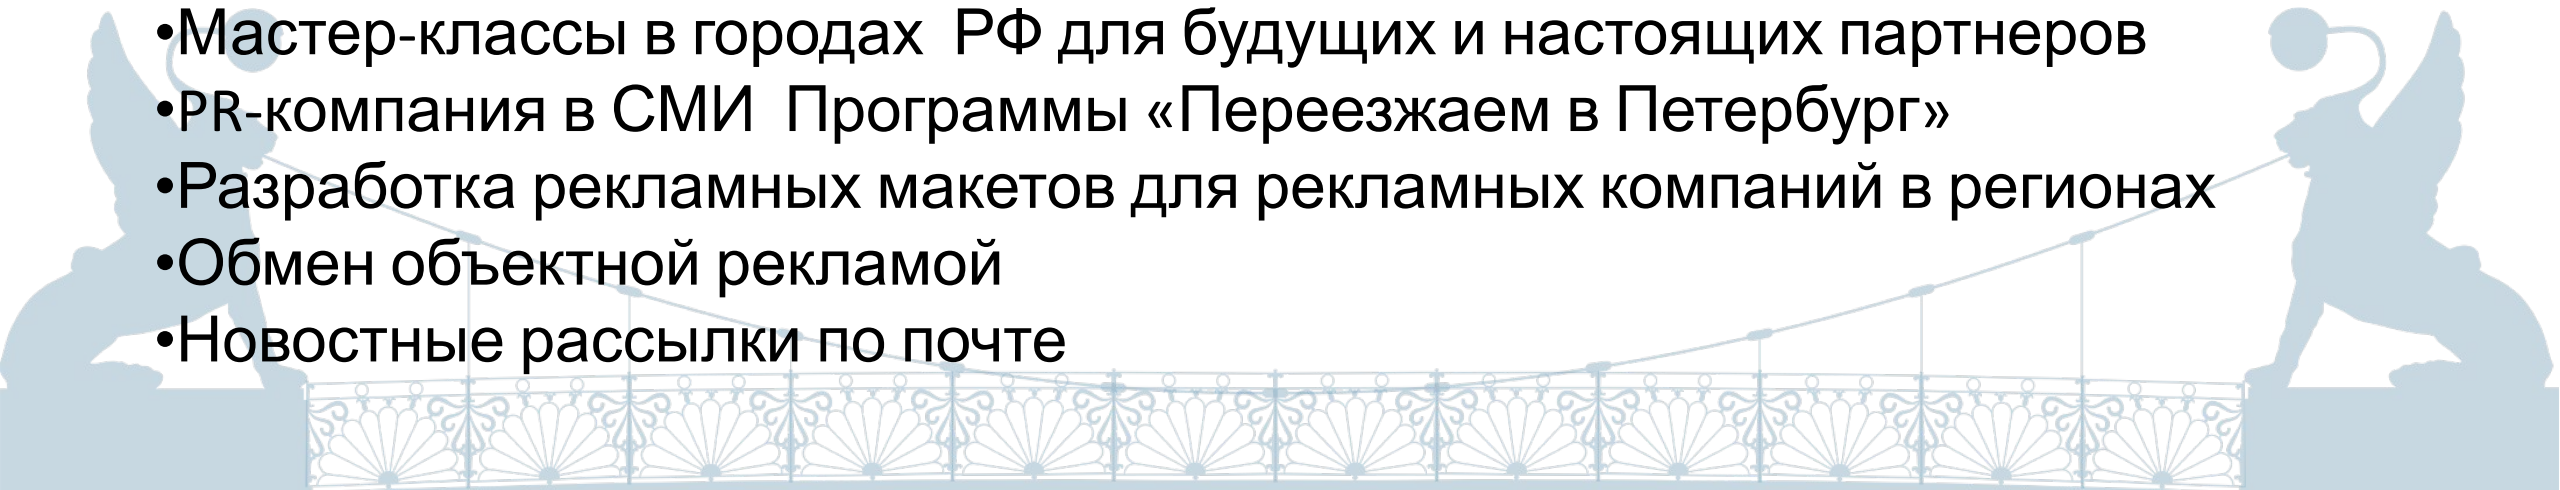 •Мастер-классы в городах  РФ для будущих и настоящих партнеров
•PR-компания в СМИ  Программы «Переезжаем в Петербург»
•Разработка рекламных макетов для рекламных компаний в регионах
•Обмен объектной рекламой
•Новостные рассылки по почте